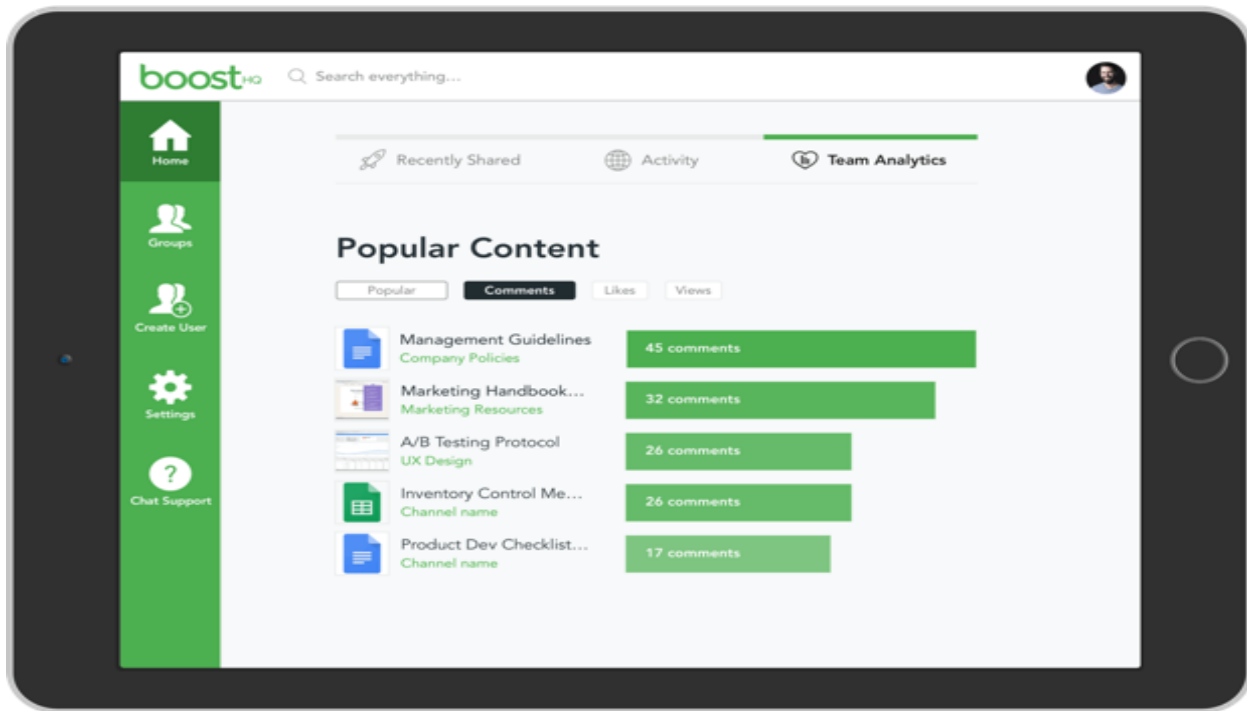 boostHQ
Search everything...
Home
Groups
Create User
Settings
Chat Support
Recently Shared
Activity
Team Analytics
Popular Content
Popular
Comments
Likes
Views
Management Guidelines
Company Policies
45 comments
Marketing Handbook...
Marketing Resources
32 comments
A/B Testing Protocol
UX Design
26 comments
Inventory Control Me...
Channel name
26 comments
Product Dev Checklist...
Channel name
17 comments